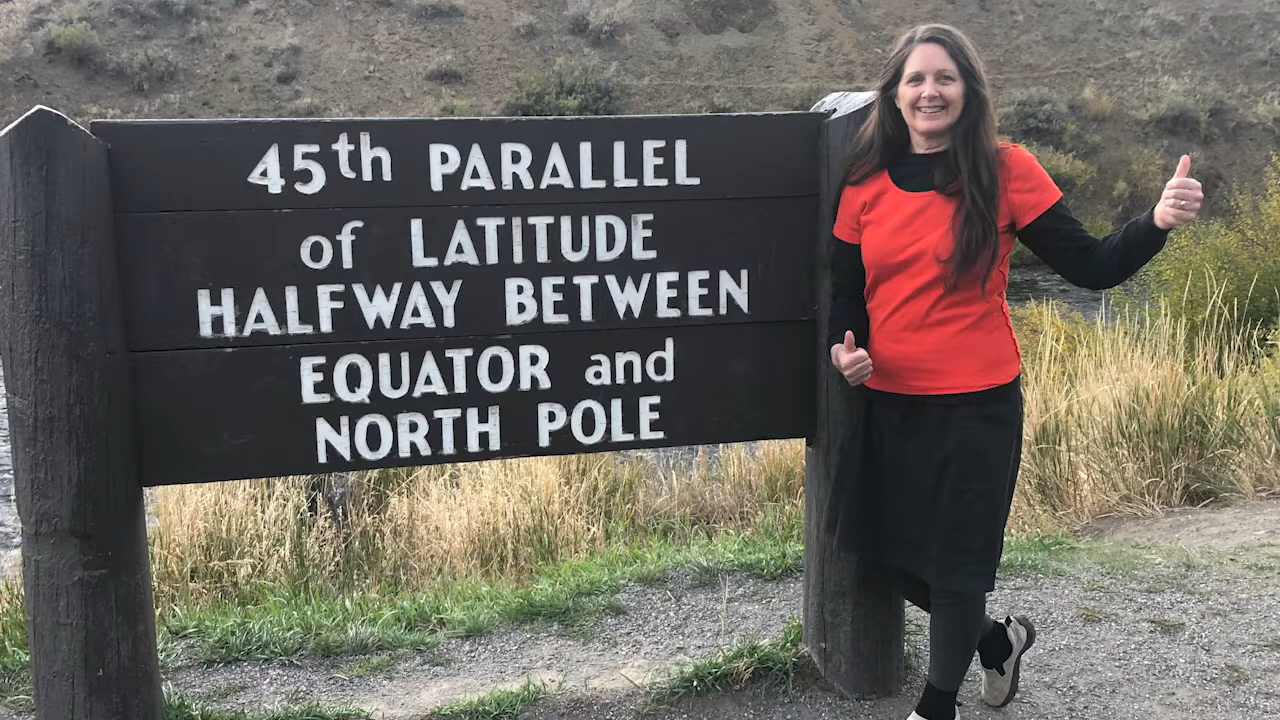 45th PARALLEL
of LATITUDE
HALFWAY BETWEEN
EQUATOR and
NORTH POLE